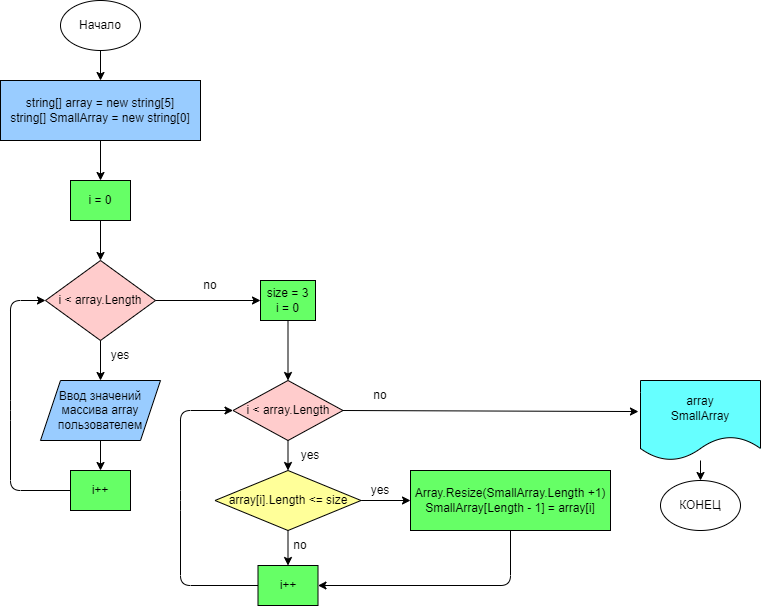 Начало
string[] array = new string[5]
string[] SmallArray = new string[0]
i = 0
i < array.Length
no
yes
Ввод значений
массива array
пользователем
i++
size = 3
i = 0
i < array.Length
no
yes
array[i].Length <= size
yes
no
Array.Resize(SmallArray.Length +1)
SmallArray[Length - 1] = array[i]
i++
array
SmallArray
КОНЕЦ